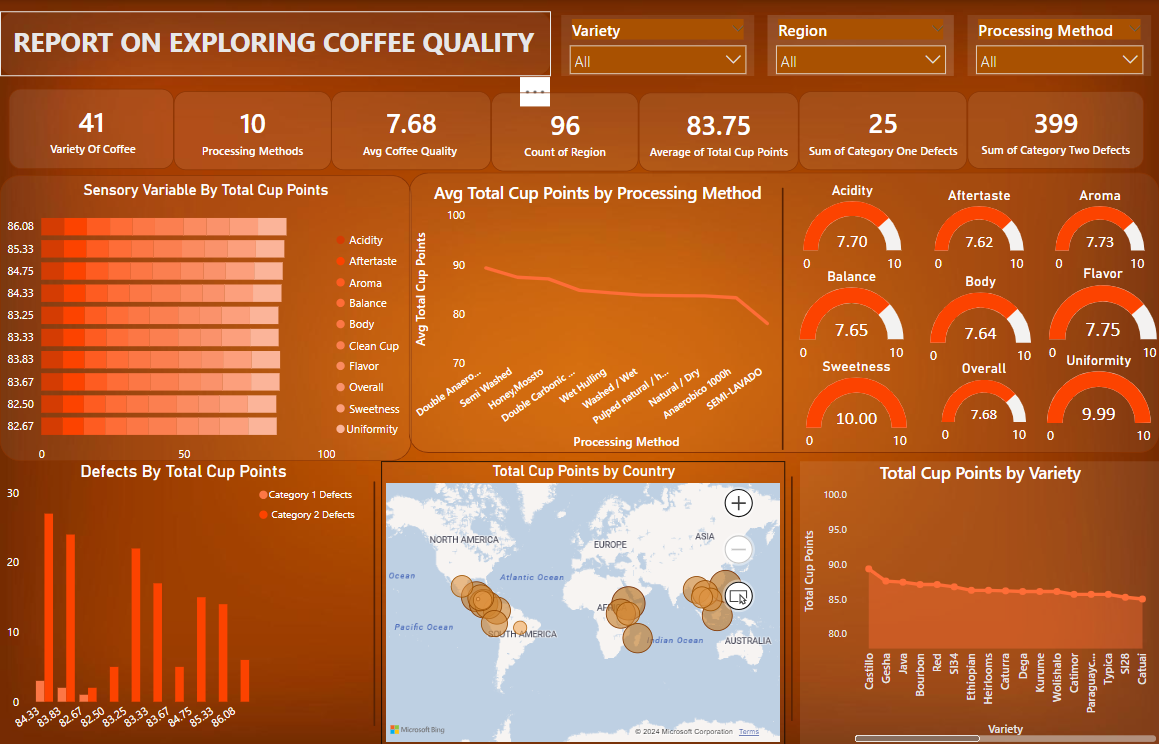 REPORT ON EXPLORING COFFEE QUALITY
Variety
All
Region
All
Processing Method
All
41
Variety Of Coffee
10
Processing Methods
7.68
Avg Coffee Quality
96
Count of Region
83.75
Average of Total Cup Points
25
Sum of Category One Defects
399
Sum of Category Two Defects
Sensory Variable By Total Cup Points
86.08
85.33
84.75
84.33
83.25
83.33
83.83
83.67
82.50
82.67
0
50
100
Acidity
Aftertaste
Aroma
Balance
Body
Clean Cup
Flavor
Overall
Sweetness
Uniformity
Avg Total Cup Points by Processing Method
Avg Total Cup Points
100
90
80
70
Double Anaero...
Semi Washed
Honey,Mossto
Double Carbonic ...
Wet Hulling
Washed / Wet
Pulped natural / h...
Natural / Dry
Anaerobico 1000h
SEMI-LAVADO
Processing Method
Acidity
7.70
0
10
Aftertaste
7.62
0
10
Aroma
7.73
0
10
Balance
7.65
0
10
Body
7.64
0
10
Flavor
7.75
0
10
Sweetness
10.00
0
10
Overall
7.68
0
10
Uniformity
9.99
0
10
Defects By Total Cup Points
Category 1 Defects
Category 2 Defects
30
20
10
0
84.33
83.83
82.67
82.50
83.25
83.33
83.67
84.75
85.33
86.08
Total Cup Points by Country
NORTH AMERICA
EUROPE
ASIA
Ocean
Atlantic Ocean
Pacific Ocean
SOUTH AMERICA
Indian Ocean
AUSTRALIA
Microsoft Bing
© 2024 Microsoft Corporation
Terms
Total Cup Points by Variety
Total Cup Points
100.0
95.0
90.0
85.0
80.0
Castillo
Gesha
Java
Bourbon
Red
Sl34
Ethiopian
Heirlooms
Caturra
Dega
Kurume
Wolishalo
Catimor
Paraguayc...
Typica
Sl28
Catuai
Variety